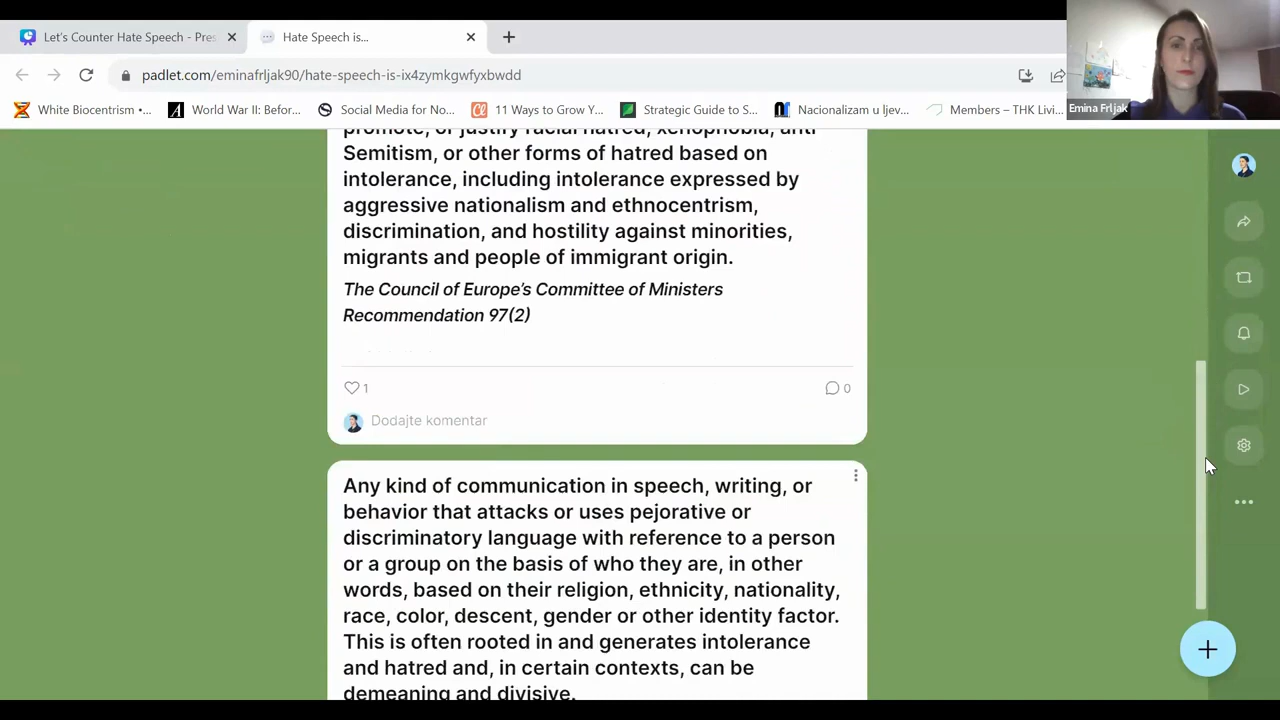 Let's Counter Hate Speech - Pres
Hate Speech is...
padlet.com/eminafrljak90/hate-speech-is-ix4zymkgwfyxbwdd
White Biocentrism •...
World War II: Befor...
Social Media for No...
11 Ways to Grow Y...
Strategic Guide to S...
Nacionalizam u ljev...
Members – THK Livi...
Emina Frljak
promote, or justify racial hatred, xenophobia, anti-
Semitism, or other forms of hatred based on
intolerance, including intolerance expressed by
aggressive nationalism and ethnocentrism,
discrimination, and hostility against minorities,
migrants and people of immigrant origin.
The Council of Europe's Committee of Ministers
Recommendation 97(2)
1
0
Dodajte komentar
Any kind of communication in speech, writing, or
behavior that attacks or uses pejorative or
discriminatory language with reference to a person
or a group on the basis of who they are, in other
words, based on their religion, ethnicity, nationality,
race, color, descent, gender or other identity factor.
This is often rooted in and generates intolerance
and hatred and, in certain contexts, can be
demeaning and divisive.